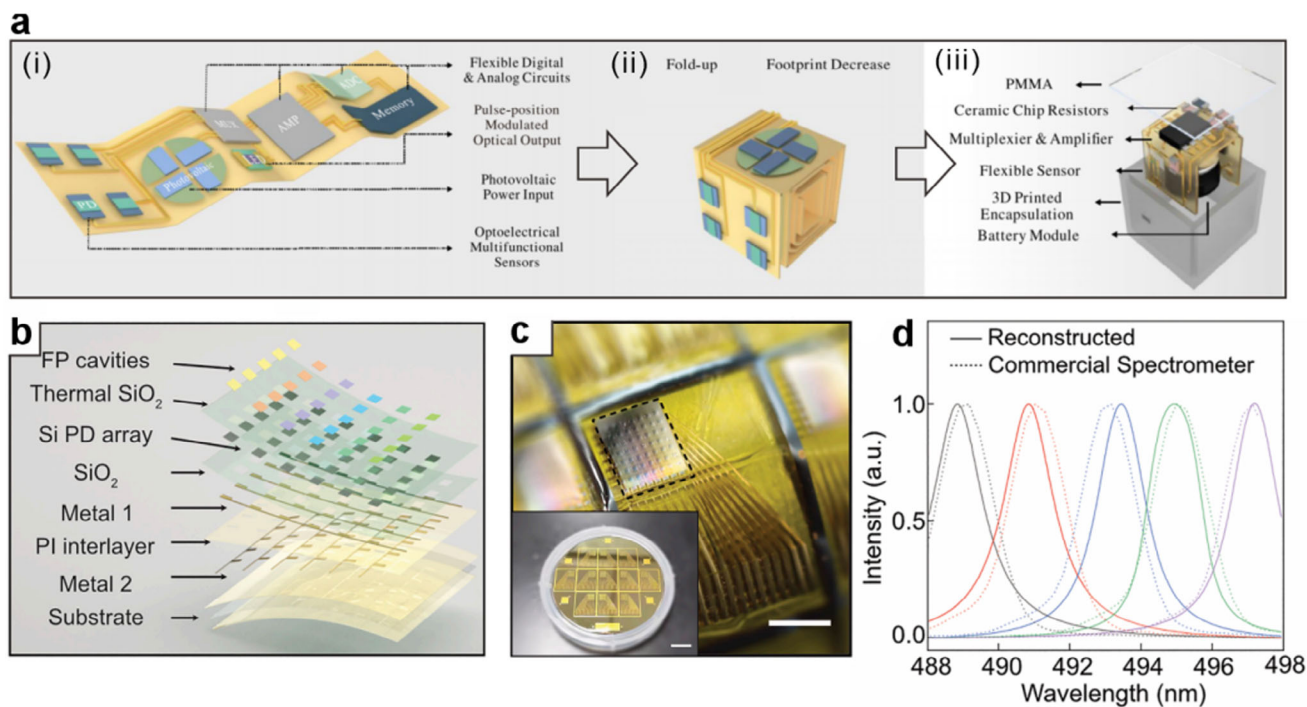 a
(i)
MUX
AMP
ADC
Memory
Photovoltaic
PD
Flexible Digital
& Analog Circuits
Pulse-position
Modulated
Optical Output
Photovoltaic
Power Input
Optoelectrical
Multifunctional
Sensors
(ii)
Fold-up
Footprint Decrease
(iii)
PMMA
Ceramic Chip Resistors
Multiplexier & Amplifier
Flexible Sensor
3D Printed
Encapsulation
Battery Module
b
FP cavities
Thermal SiO₂
Si PD array
SiO₂
Metal 1
PI interlayer
Metal 2
Substrate
c
d
Reconstructed
Commercial Spectrometer
Intensity (a.u.)
1.0
0.5
0.0
488 490 492 494 496 498
Wavelength (nm)